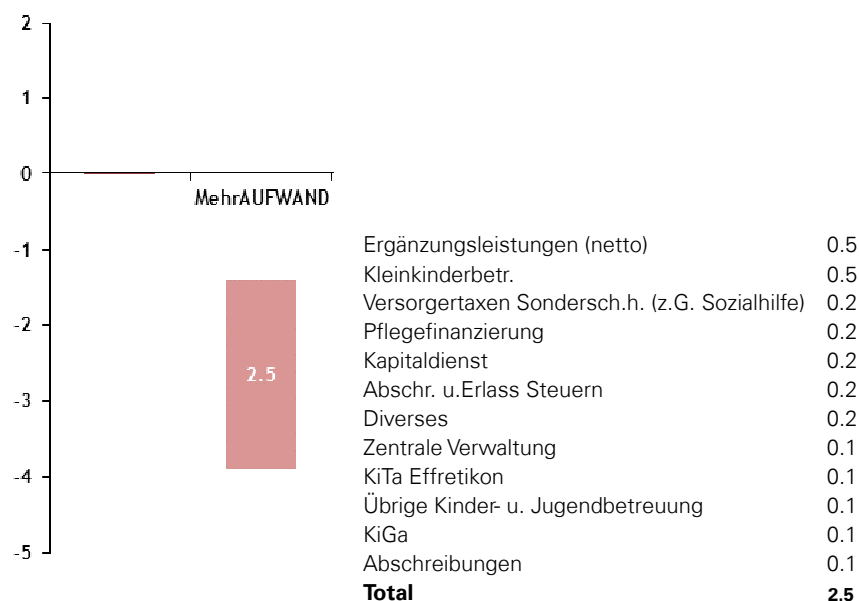 2
1
0
MehrAUFWAND
-1
-2
2.5
-3
-4
-5
Ergänzungsleistungen (netto) 0.5
Kleinkinderbetr. 0.5
Versorgertaxen Sondersch.h. (z.G. Sozialhilfe) 0.2
Pflegefinanzierung 0.2
Kapitaldienst 0.2
Abschr. u.Erlass Steuern 0.2
Diverses 0.2
Zentrale Verwaltung 0.1
KiTa Effretikon 0.1
Übrige Kinder- u. Jugendbetreuung 0.1
KiGa 0.1
Abschreibungen 0.1
Total 2.5